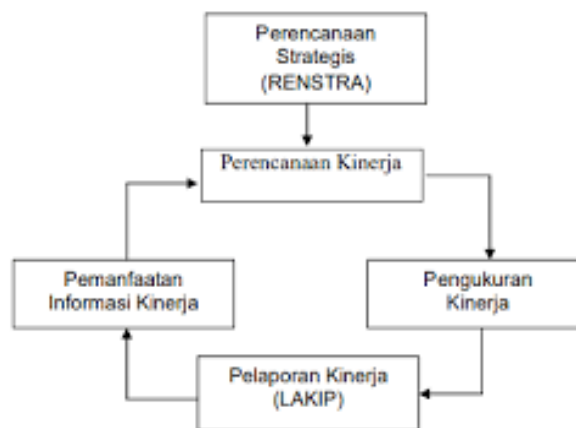 Perencanaan
Strategis
(RENSTRA)
Perencanaan Kinerja
Pemanfaatan
Informasi Kinerja
Pengukuran
Kinerja
Pelaporan Kinerja
(LAKIP)